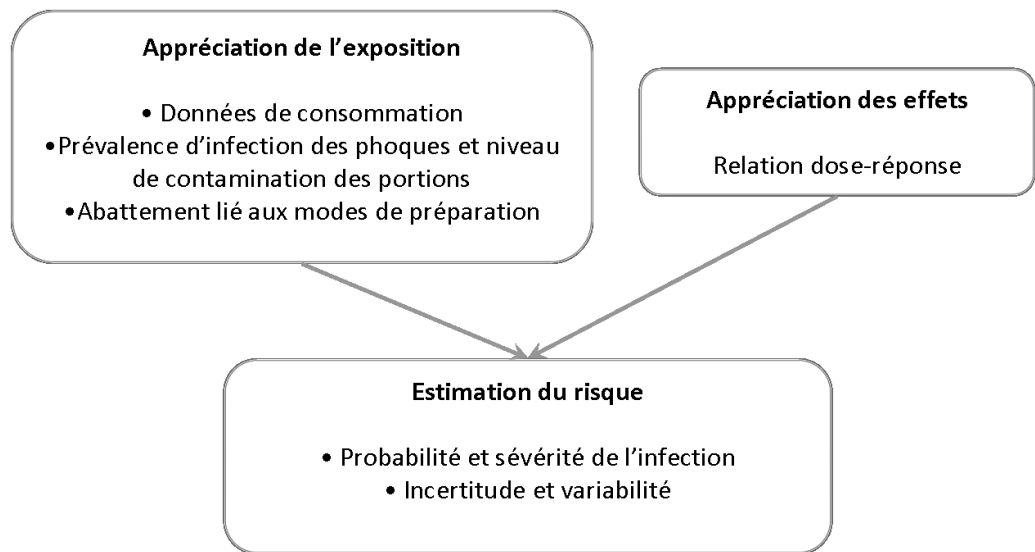 Appréciation de l’exposition
• Données de consommation
•Prévalence d’infection des phoques et niveau
de contamination des portions
•Abattement lié aux modes de préparation
Appréciation des effets
Relation dose-réponse
Estimation du risque
• Probabilité et sévérité de l’infection
• Incertitude et variabilité